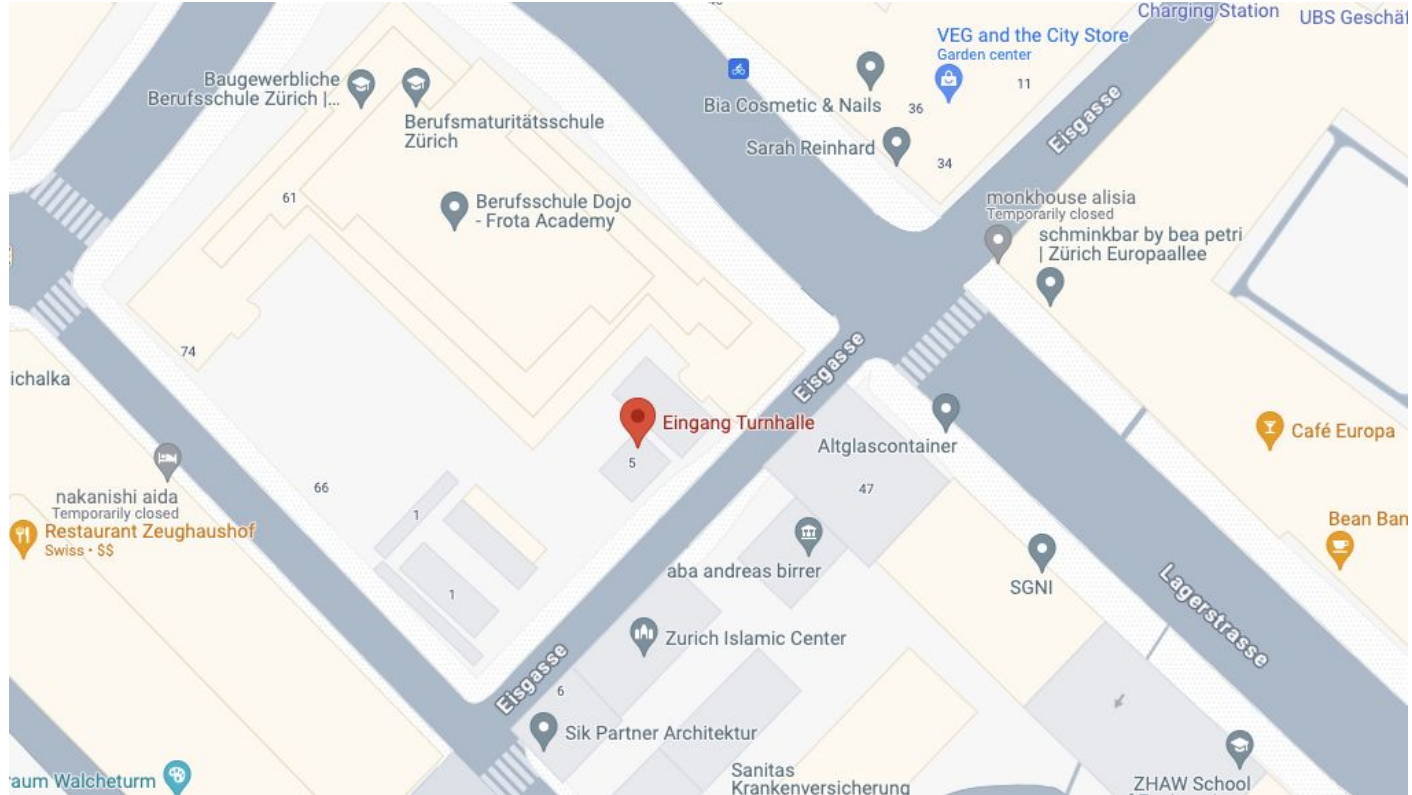 Charging Station
UBS Geschäf
VEG and the City Store
Garden center
11
Baugewerbliche
Berufsschule Zürich |...
Berufsmaturitätsschule
Zürich
Bia Cosmetic & Nails
36
Eisgasse
Sarah Reinhard
34
61
Berufsschule Dojo
- Frota Academy
monkhouse alisia
Temporarily closed
schminkbar by bea petri
| Zürich Europaallee
74
ichalka
Eisgasse
Eingang Turnhalle
5
Altglascontainer
Café Europa
66
47
nakanishi aida
Temporarily closed
1
Restaurant Zeughaushof
Swiss • $$
Bean Ban
aba andreas birrer
SGNI
1
Lagerstrasse
Zurich Islamic Center
Eisgasse
6
Sik Partner Architektur
raum Walcheturm
Sanitas
Krankenversicherung
ZHAW School